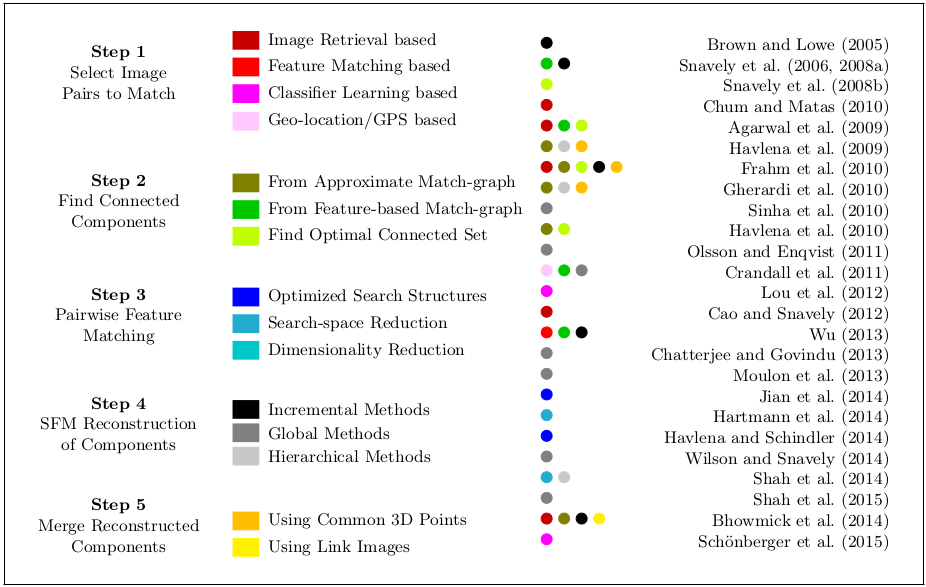 Step 1
Select Image
Pairs to Match
Image Retrieval based
Feature Matching based
Classifier Learning based
Geo-location/GPS based
Step 2
Find Connected
Components
From Approximate Match-graph
From Feature-based Match-graph
Find Optimal Connected Set
Step 3
Pairwise Feature
Matching
Optimized Search Structures
Search-space Reduction
Dimensionality Reduction
Step 4
SFM Reconstruction
of Components
Incremental Methods
Global Methods
Hierarchical Methods
Step 5
Merge Reconstructed
Components
Using Common 3D Points
Using Link Images
Brown and Lowe (2005)
Snavely et al. (2006, 2008a)
Snavely et al. (2008b)
Chum and Matas (2010)
Agarwal et al. (2009)
Havlena et al. (2009)
Frahm et al. (2010)
Gherardi et al. (2010)
Sinha et al. (2010)
Havlena et al. (2010)
Olsson and Enqvist (2011)
Crandall et al. (2011)
Lou et al. (2012)
Cao and Snavely (2012)
Wu (2013)
Chatterjee and Govindu (2013)
Moulon et al. (2013)
Jian et al. (2014)
Hartmann et al. (2014)
Havlena and Schindler (2014)
Wilson and Snavely (2014)
Shah et al. (2014)
Shah et al. (2015)
Bhowmick et al. (2014)
Schönberger et al. (2015)